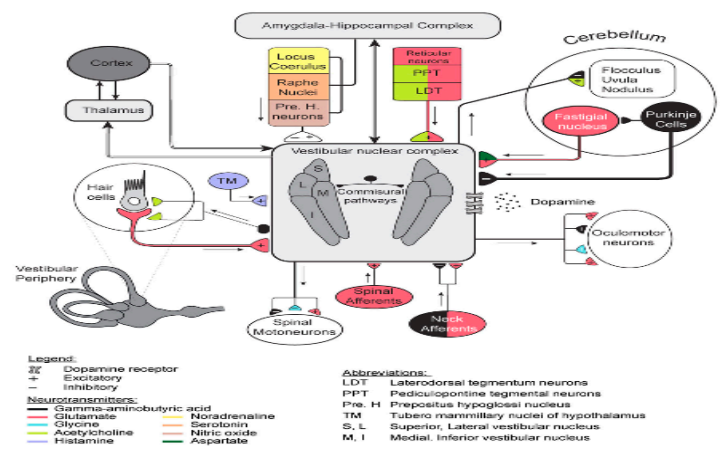 Amygdala-Hippocampal Complex
Cortex
Thalamus
Locus
Coerulus
Raphe
Nuclei
Pre. H.
neurons
- +
Reticular
neurons
PPT
LDT
Cerebellum
Flocculus
Uvula
Nodulus
Fastigial
nucleus
Purkinje
Cells
Vestibular nuclear complex
S
L
M
I
Commisural
pathways
Hair
cells
TM
+
+
Dopamine
Oculomotor
neurons
Vestibular
Periphery
Spinal
Motoneurons
+
Spinal
Afferents
Neck
Afferents
Legend:
Dopamine receptor
+ Excitatory
- Inhibitory
Neurotransmitters:
Gamma-aminobutyric acid
Glutamate
Glycine
Acetylcholine
Histamine
Noradrenaline
Serotonin
Nitric oxide
Aspartate
Abbreviations:
LDT Laterodorsal tegmentum neurons
PPT Pediculopontine tegmental neurons
Pre. H Prepositus hypoglossi nucleus
TM Tubero mammillary nuclei of hypothalamus
S, L Superior, Lateral vestibular nucleus
M, I Medial, Inferior vestibular nucleus